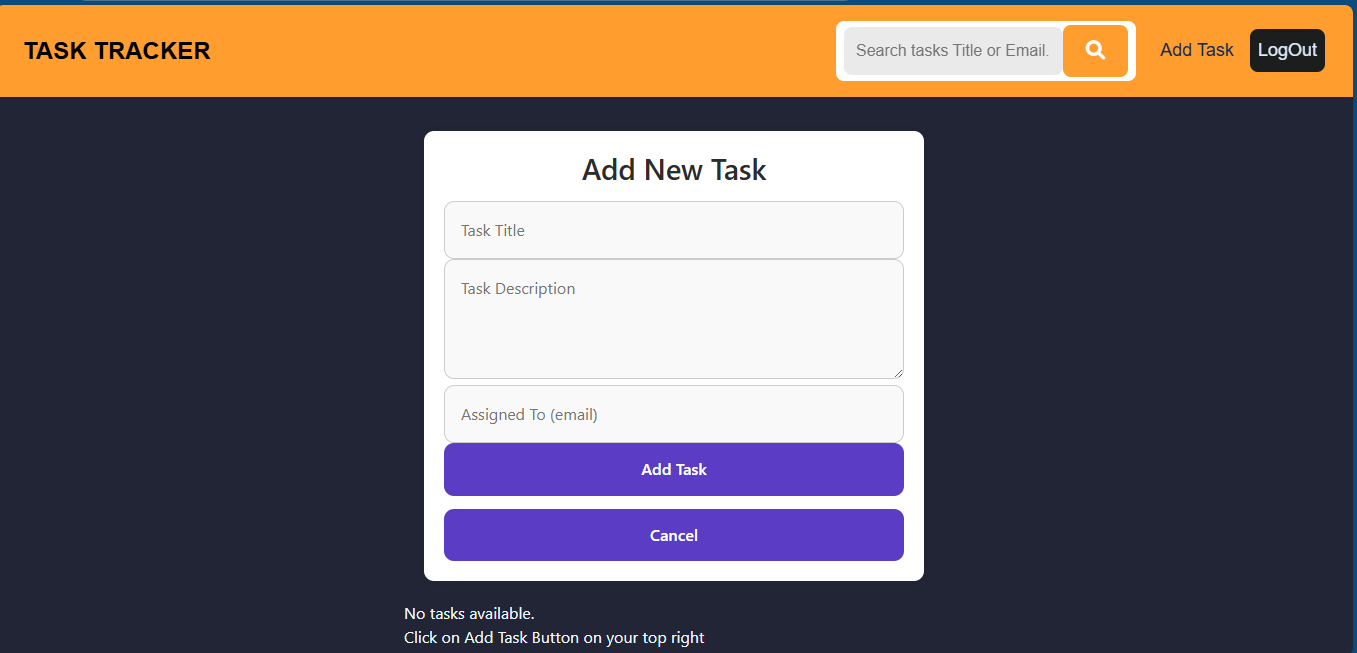 TASK TRACKER
Search tasks Title or Email.
Add Task
LogOut
Add New Task
Task Title
Task Description
Assigned To (email)
Add Task
Cancel
No tasks available.
Click on Add Task Button on your top right